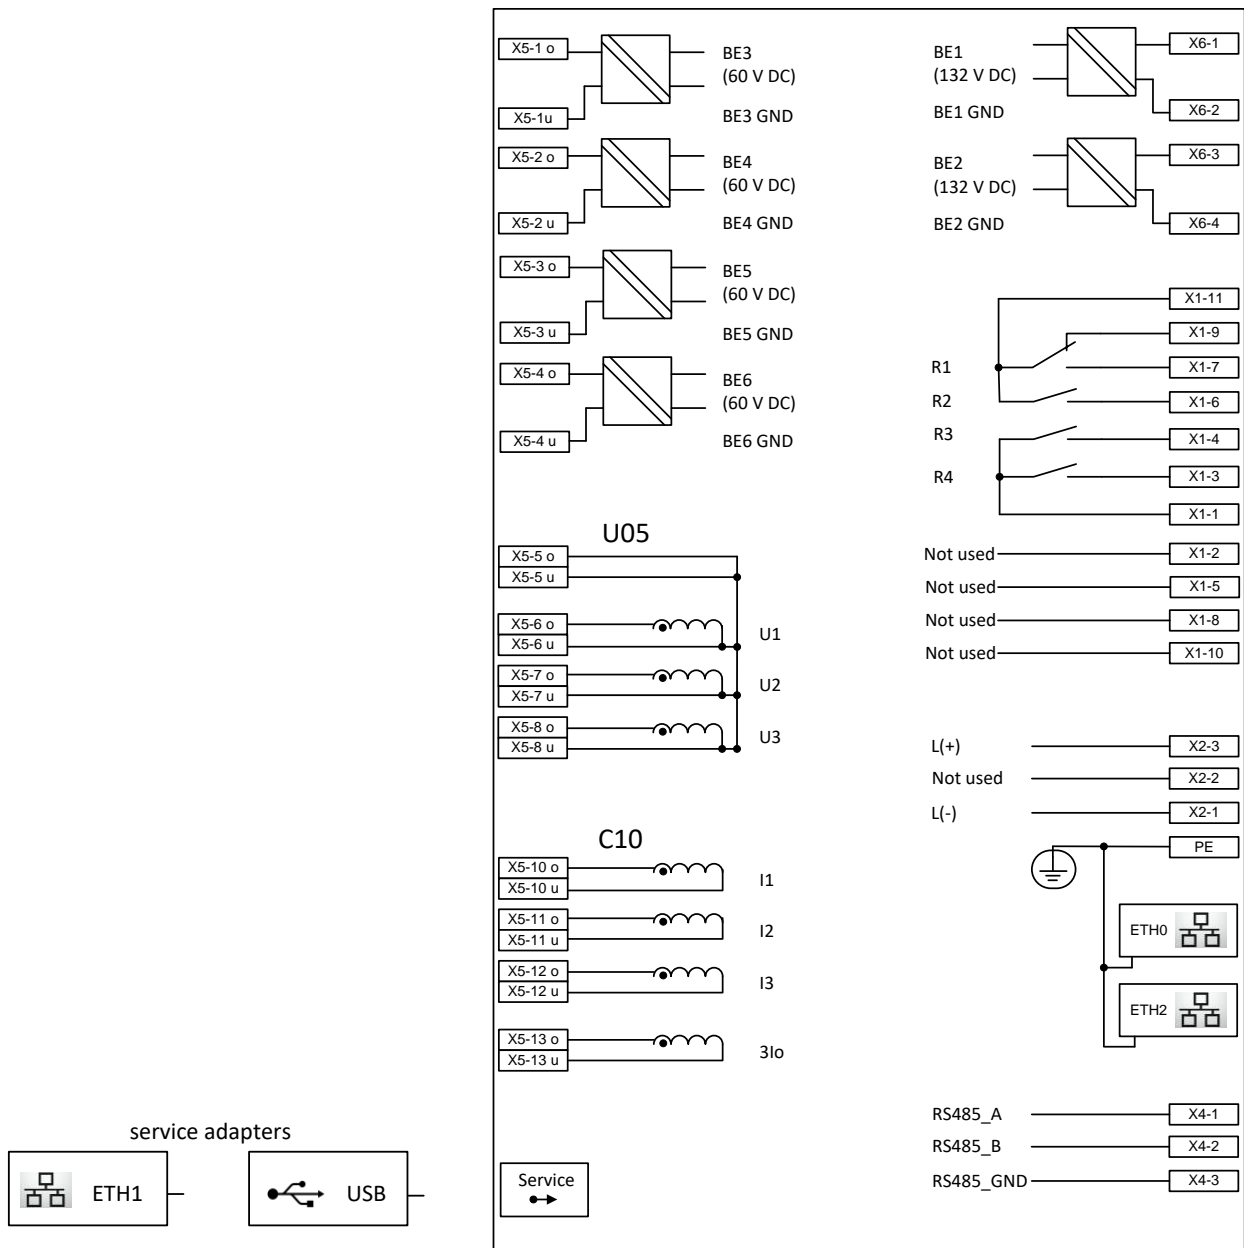 X5-1 o
BE3
(60 V DC)
X5-1u
BE3 GND
X5-2 o
BE4
(60 V DC)
X5-2 u
BE4 GND
X5-3 o
BE5
(60 V DC)
X5-3 u
BE5 GND
X5-4 o
BE6
(60 V DC)
X5-4 u
BE6 GND
U05
X5-5 o
X5-5 u
X5-6 o
X5-6 u
U1
X5-7 o
X5-7 u
U2
X5-8 o
X5-8 u
U3
C10
X5-10 o
X5-10 u
I1
X5-11 o
X5-11 u
I2
X5-12 o
X5-12 u
I3
X5-13 o
X5-13 u
3Io
service adapters
ETH1
USB
Service
BE1
(132 V DC)
X6-1
BE1 GND
X6-2
BE2
(132 V DC)
X6-3
BE2 GND
X6-4
X1-11
X1-9
R1
X1-7
R2
X1-6
R3
X1-4
R4
X1-3
X1-1
Not used
X1-2
Not used
X1-5
Not used
X1-8
Not used
X1-10
L(+)
X2-3
Not used
X2-2
L(-)
X2-1
PE
ETH0
ETH2
RS485_A
X4-1
RS485_B
X4-2
RS485_GND
X4-3